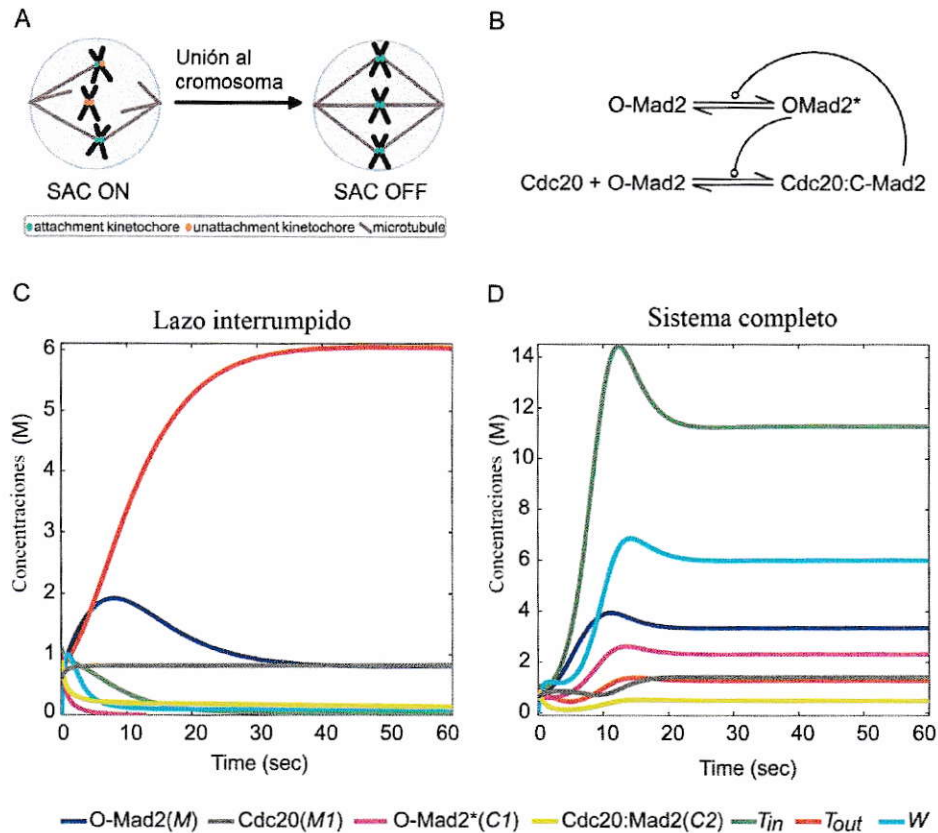 A
Unión al
cromosoma
SAC ON
SAC OFF
attachment kinetochore unattachment kinetochore microtubule
B
O-Mad2
OMad2*
Cdc20 + O-Mad2
Cdc20:C-Mad2
C
Lazo interrumpido
Concentraciones (M)
6
5
4
3
2
1
0
0 10 20 30 40 50 60
Time (sec)
D
Sistema completo
Concentraciones (M)
14
12
10
8
6
4
2
0
0 10 20 30 40 50 60
Time (sec)
O-Mad2(M) Cdc20(M1) O-Mad2*(C1) Cdc20:Mad2(C2) Tin Tout W